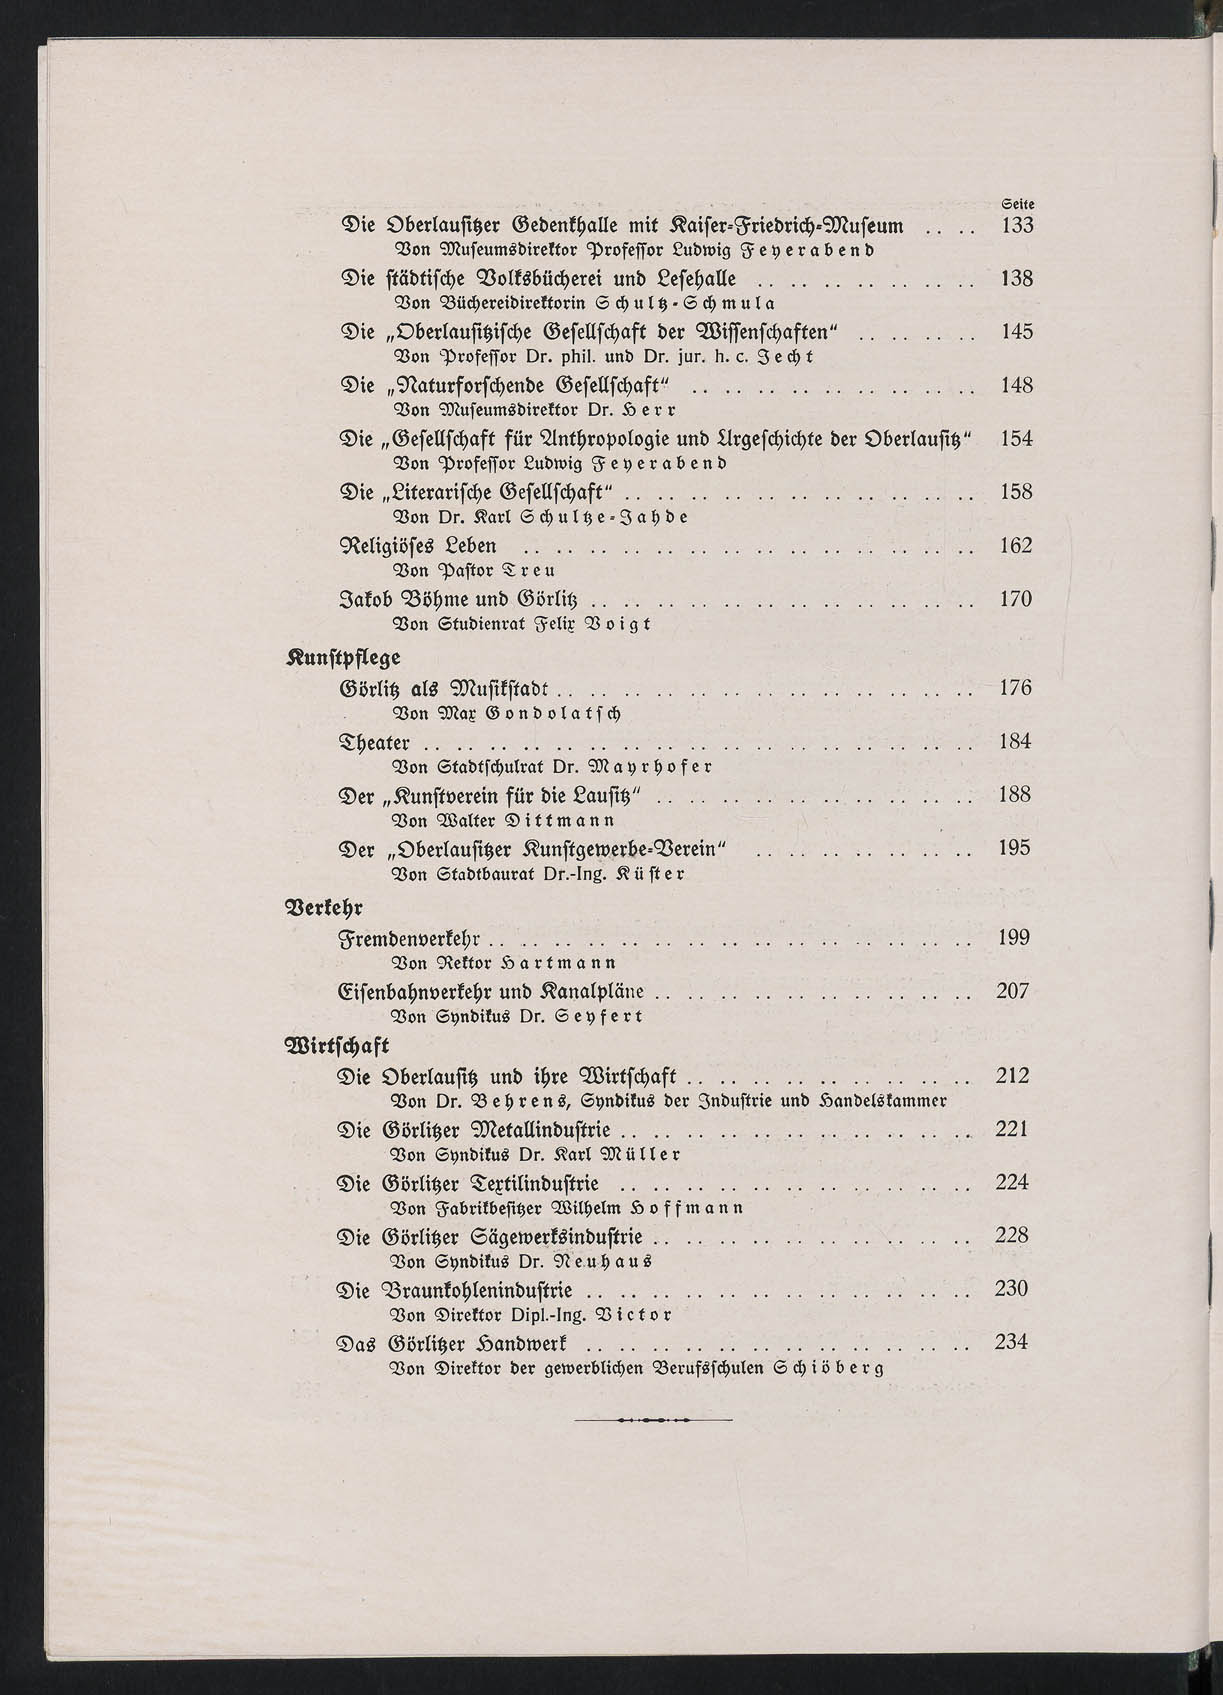 Seite
Die Oberlausitzer Gedenkhalle mit Kaiser-Friedrich-Museum . . . . 133
Von Museumsdirektor Professor Ludwig Feyerabend
Die städtische Volksbücherei und Lesehalle . . . . . . . . . . . . . . 138
Von Büchereidirektorin Schultz-Schmula
Die „Oberlausitzische Gesellschaft der Wissenschaften“ . . . . . . . . 145
Von Professor Dr. phil. und Dr. jur. h. c. Jecht
Die „Naturforschende Gesellschaft“ . . . . . . . . . . . . . . . . . . 148
Von Museumsdirektor Dr. Herr
Die „Gesellschaft für Anthropologie und Urgeschichte der Oberlausitz“ 154
Von Professor Ludwig Feyerabend
Die „Literarische Gesellschaft“ . . . . . . . . . . . . . . . . . . . . . . 158
Von Dr. Karl Schultze-Jahde
Religiöses Leben . . . . . . . . . . . . . . . . . . . . . . . . . . . . 162
Von Pastor Treu
Jakob Böhme und Görlitz . . . . . . . . . . . . . . . . . . . . . . . . 170
Von Studienrat Felix Voigt
Kunstpflege
Görlitz als Musikstadt . . . . . . . . . . . . . . . . . . . . . . . . . . 176
Von Max Gondolatsch
Theater . . . . . . . . . . . . . . . . . . . . . . . . . . . . . . . . . . 184
Von Stadtschulrat Dr. Mayrhofer
Der „Kunstverein für die Lausitz“ . . . . . . . . . . . . . . . . . . . . 188
Von Walter Dittmann
Der „Oberlausitzer Kunstgewerbe-Verein“ . . . . . . . . . . . . . . 195
Von Stadtbaurat Dr.-Ing. Küster
Verkehr
Fremdenverkehr . . . . . . . . . . . . . . . . . . . . . . . . . . . . . . 199
Von Rektor Hartmann
Eisenbahnverkehr und Kanalpläne . . . . . . . . . . . . . . . . . . . . 207
Von Syndikus Dr. Seyfert
Wirtschaft
Die Oberlausitz und ihre Wirtschaft . . . . . . . . . . . . . . . . . . 212
Von Dr. Behrens, Syndikus der Industrie und Handelskammer
Die Görlitzer Metallindustrie . . . . . . . . . . . . . . . . . . . . . . 221
Von Syndikus Dr. Karl Müller
Die Görlitzer Textilindustrie . . . . . . . . . . . . . . . . . . . . . . 224
Von Fabrikbesitzer Wilhelm Hoffmann
Die Görlitzer Sägewerksindustrie . . . . . . . . . . . . . . . . . . . . 228
Von Syndikus Dr. Neuhaus
Die Braunkohlenindustrie . . . . . . . . . . . . . . . . . . . . . . . . 230
Von Direktor Dipl.-Ing. Victor
Das Görlitzer Handwerk . . . . . . . . . . . . . . . . . . . . . . . . 234
Von Direktor der gewerblichen Berufsschulen Schiöberg